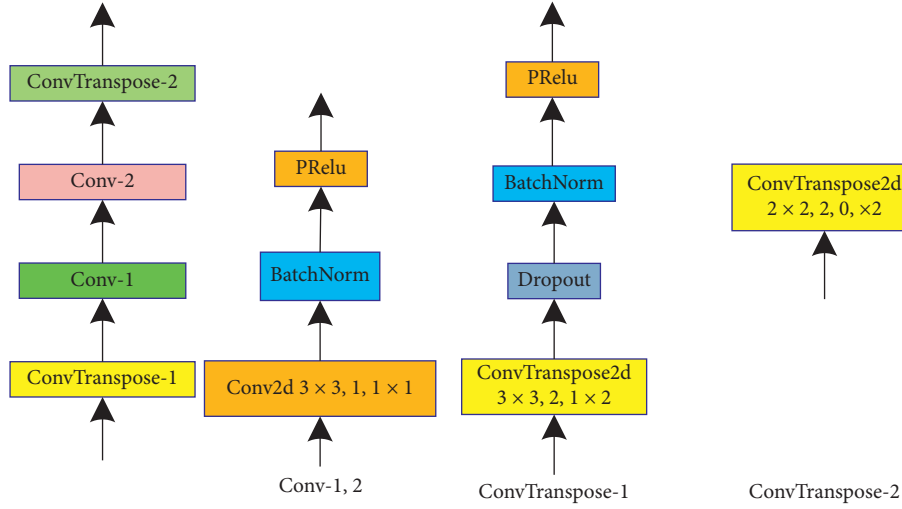 ConvTranspose-2
Conv-2
Conv-1
ConvTranspose-1
PRelu
BatchNorm
Conv2d 3 × 3, 1, 1 × 1
Conv-1, 2
PRelu
BatchNorm
Dropout
ConvTranspose2d
3 × 3, 2, 1 × 2
ConvTranspose-1
ConvTranspose2d
2 × 2, 2, 0, ×2
ConvTranspose-2